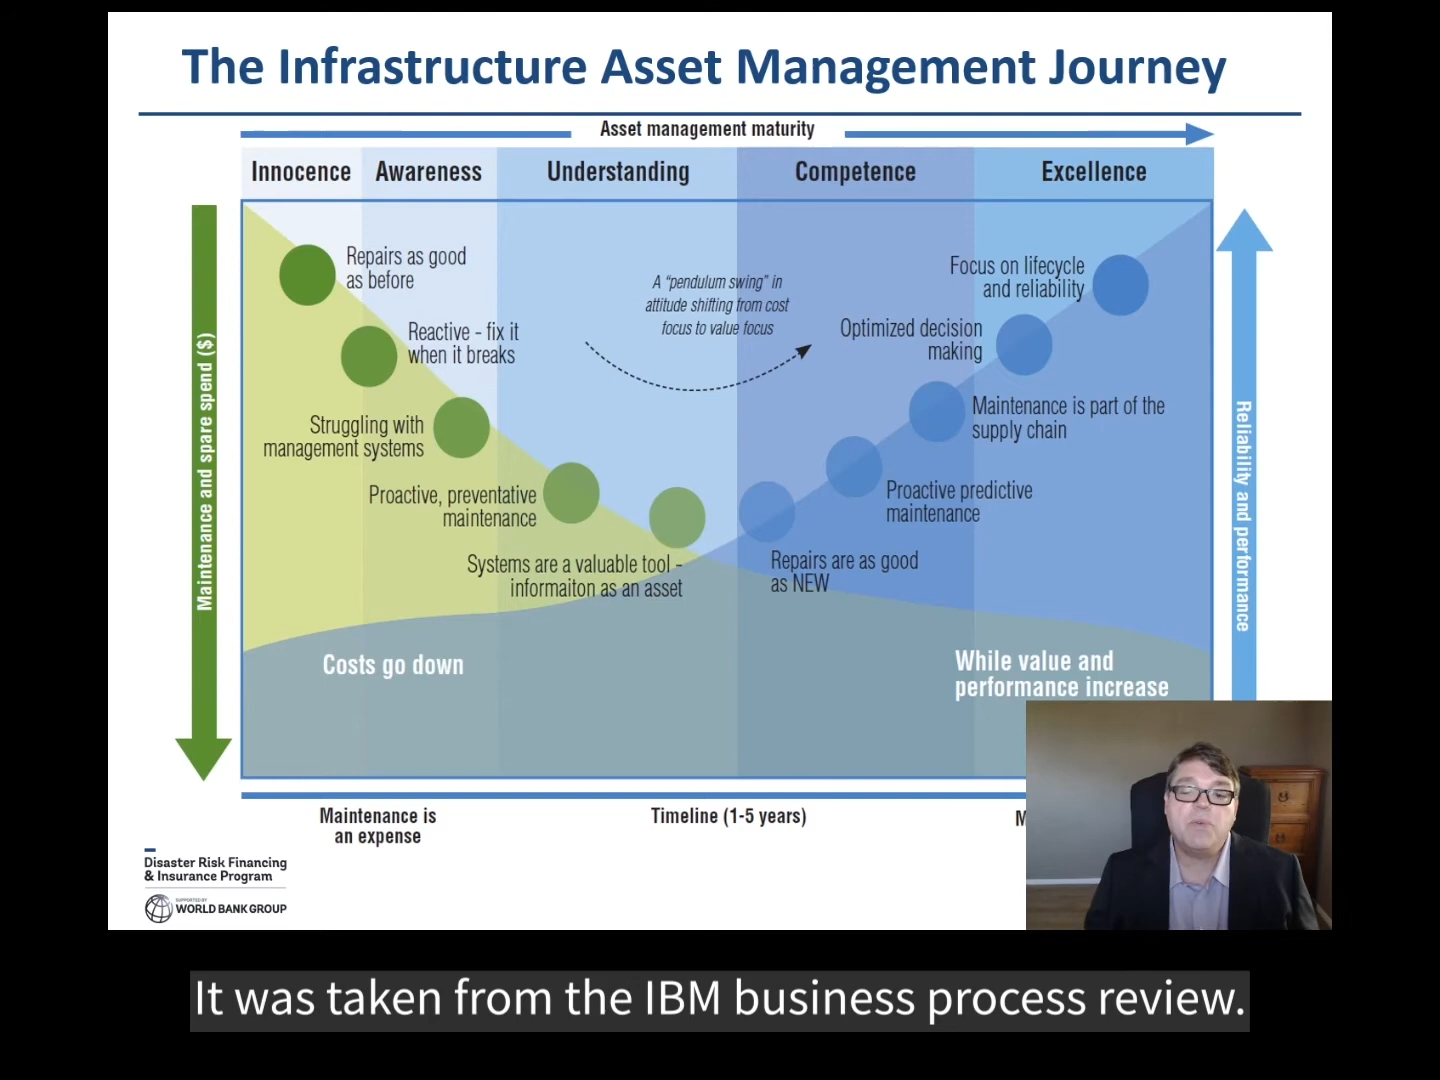 The Infrastructure Asset Management Journey
Asset management maturity
Innocence
Awareness
Understanding
Competence
Excellence
Maintenance and spare spend ($)
Repairs as good
as before
Reactive - fix it
when it breaks
Struggling with
management systems
Proactive, preventative
maintenance
Systems are a valuable tool -
informaiton as an asset
A "pendulum swing" in
attitude shifting from cost
focus to value focus
Focus on lifecycle
and reliability
Optimized decision
making
Maintenance is part of the
supply chain
Proactive predictive
maintenance
Repairs are as good
as NEW
Reliability and performance
Costs go down
While value and
performance increase
Maintenance is
an expense
Timeline (1-5 years)
M
Disaster Risk Financing
& Insurance Program
SUPPORTED BY
WORLD BANK GROUP
It was taken from the IBM business process review.